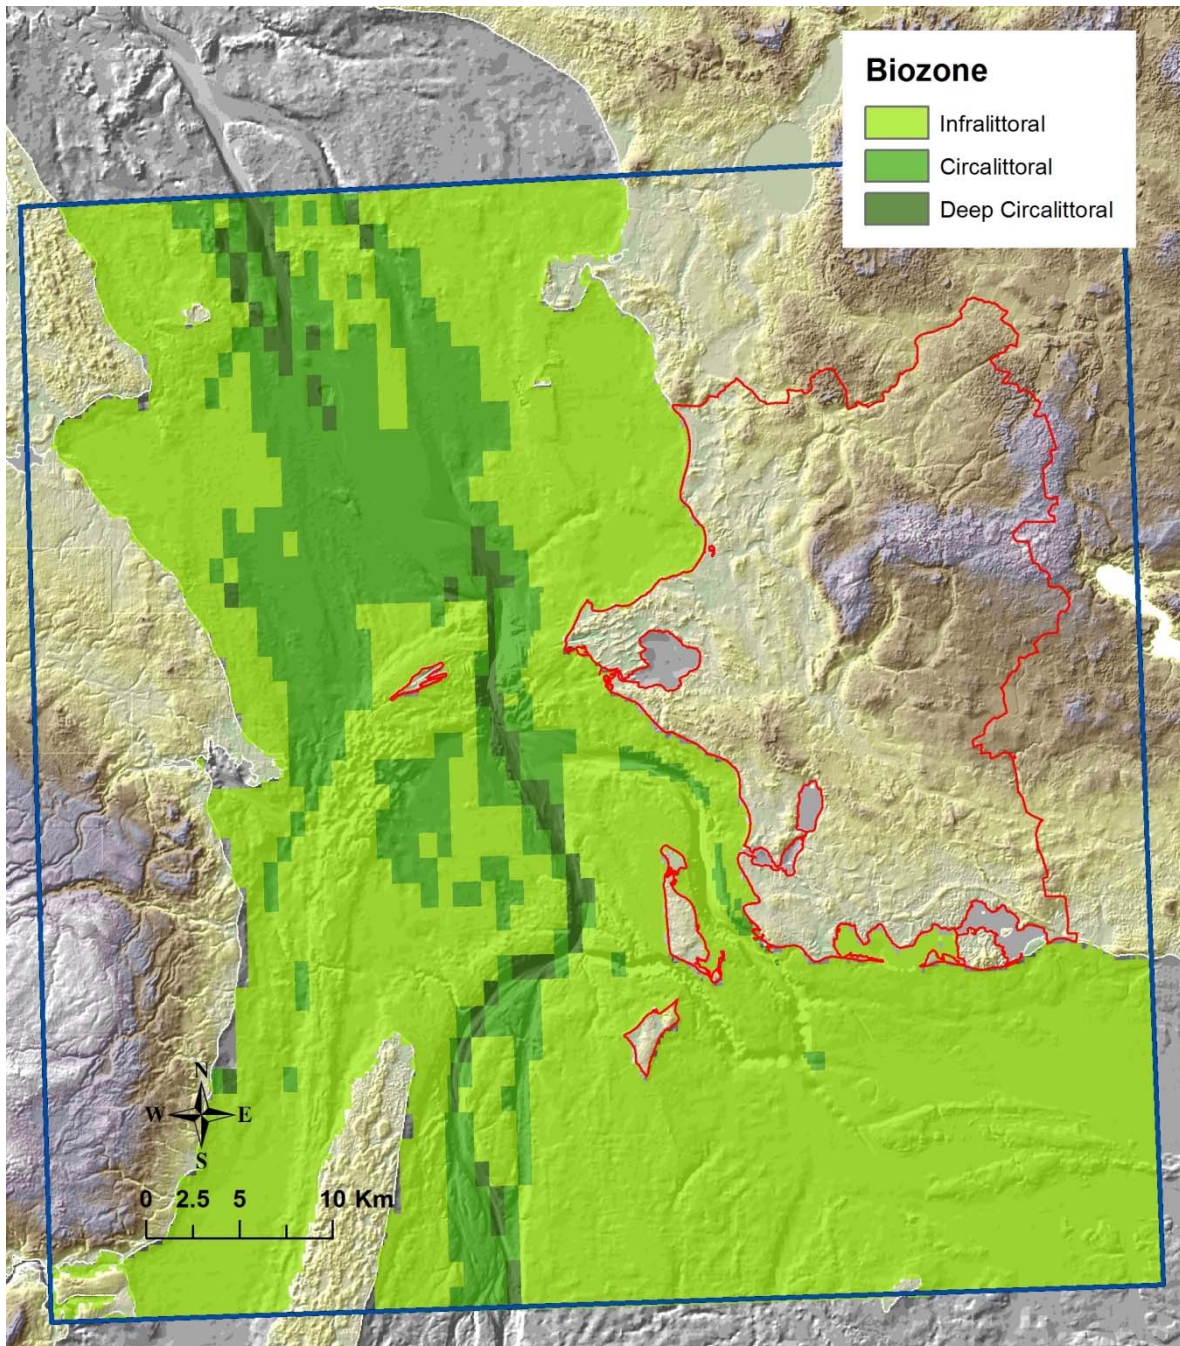 Biozone
Infralittoral
Circalittoral
Deep Circalittoral
N
W E
S
0 2.5 5 10 Km